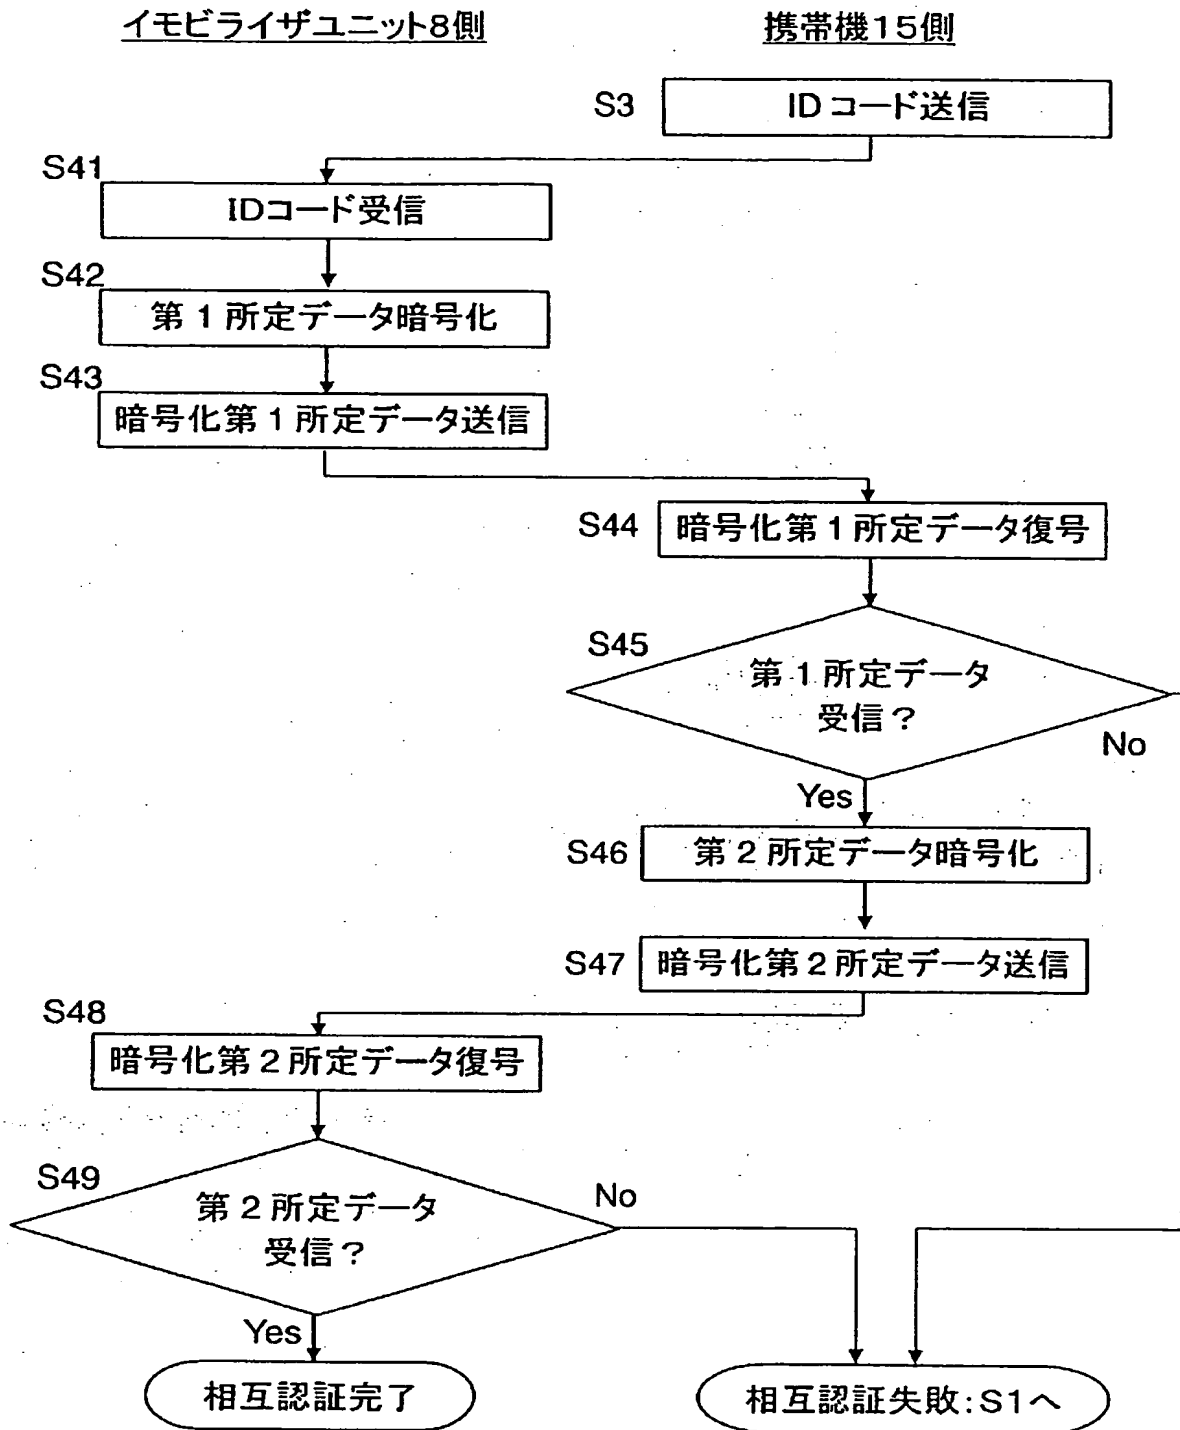 イモビライザユニット8側
携帯機15側
S3
IDコード送信
S41
IDコード受信
S42
第1所定データ暗号化
S43
暗号化第1所定データ送信
S44
暗号化第1所定データ復号
S45
第1所定データ
受信？
No
Yes
S46
第2所定データ暗号化
S47
暗号化第2所定データ送信
S48
暗号化第2所定データ復号
S49
第2所定データ
受信？
No
Yes
相互認証完了
相互認証失敗:S1へ